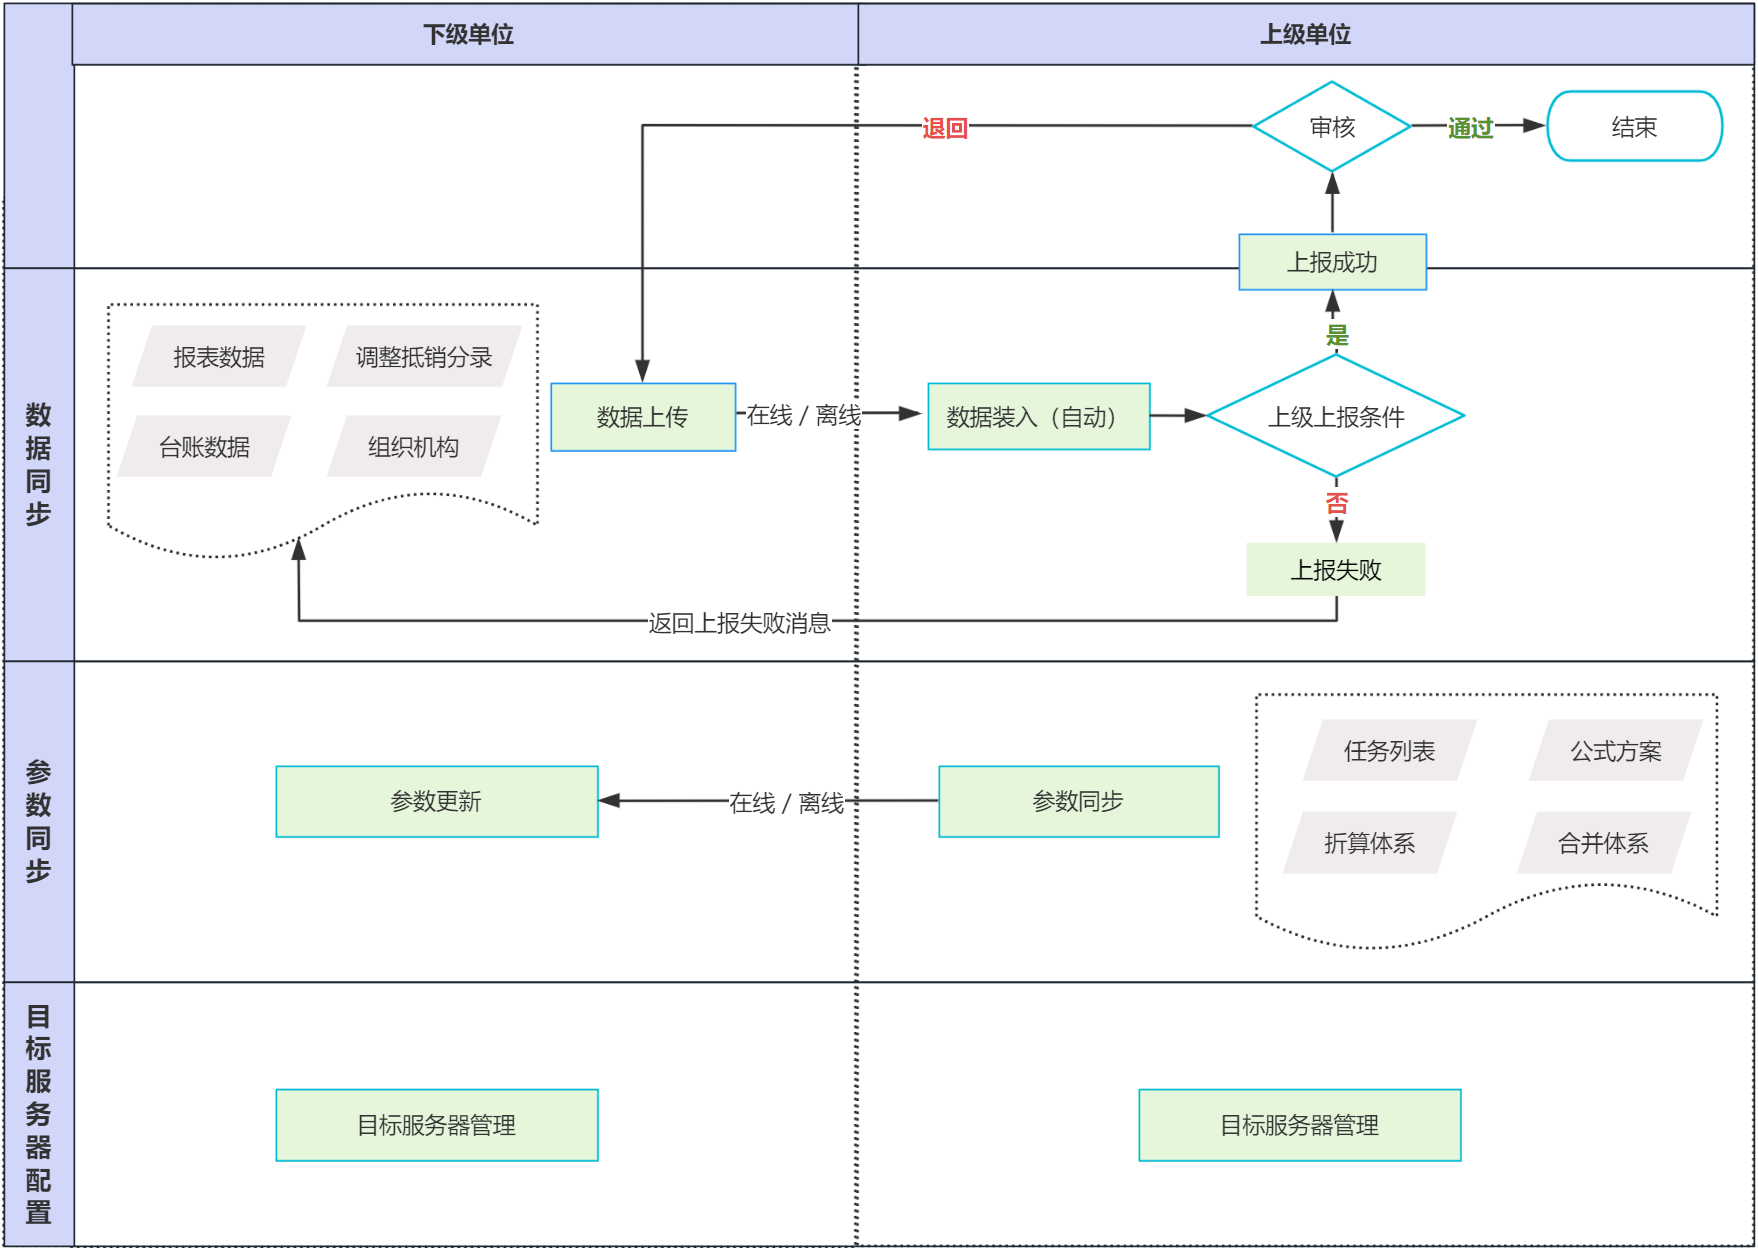 下级单位
上级单位
退回
审核
通过
结束
上报成功
是
数据同步
报表数据
调整抵销分录
台账数据
组织机构
数据上传
在线 / 离线
数据装入（自动）
上级上报条件
否
上报失败
返回上报失败消息
参数同步
参数更新
在线 / 离线
参数同步
任务列表
公式方案
折算体系
合并体系
目标服务器配置
目标服务器管理
目标服务器管理